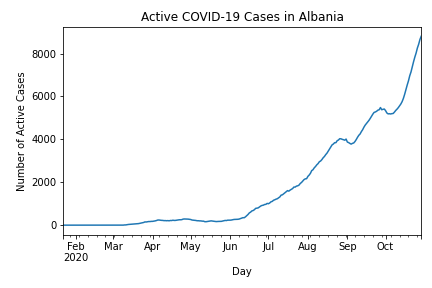 Active COVID-19 Cases in Albania
Number of Active Cases
8000
6000
4000
2000
0
Feb Mar Apr May Jun Jul Aug Sep Oct
2020
Day